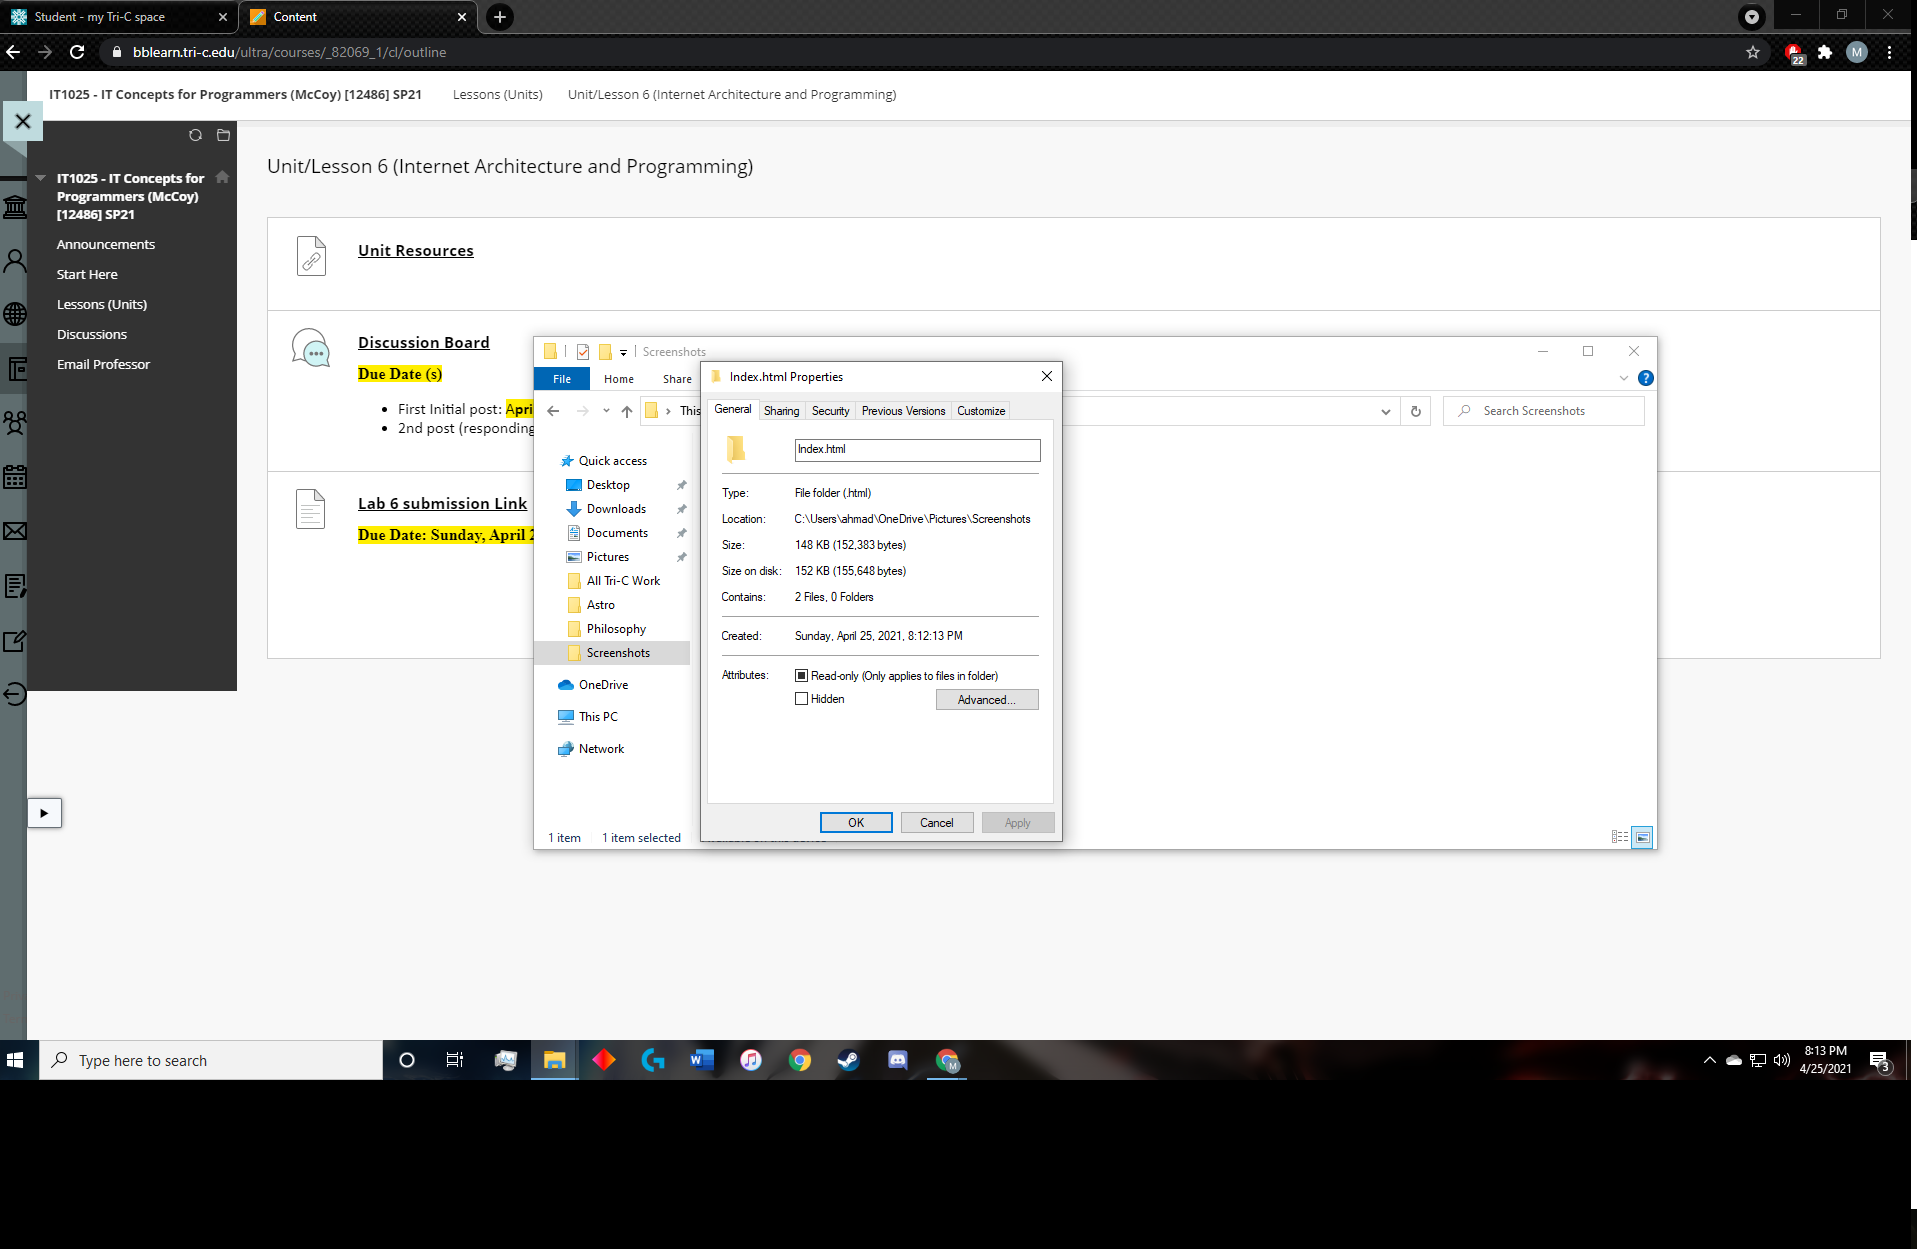 Student - my Tri-C space
Content
bblearn.tri-c.edu/ultra/courses/_82069_1/cl/outline
22
M
IT1025 - IT Concepts for Programmers (McCoy) [12486] SP21
Lessons (Units)
Unit/Lesson 6 (Internet Architecture and Programming)
IT1025 - IT Concepts for
Programmers (McCoy)
[12486] SP21
Announcements
Start Here
Lessons (Units)
Discussions
Email Professor
Unit/Lesson 6 (Internet Architecture and Programming)
Unit Resources
Discussion Board
Due Date (s)
First Initial post: Apri
2nd post (responding
Lab 6 submission Link
Due Date: Sunday, April 2
Screenshots
File
Home
Share
This
Search Screenshots
Quick access
Desktop
Downloads
Documents
Pictures
All Tri-C Work
Astro
Philosophy
Screenshots
OneDrive
This PC
Network
1 item
1 item selected
Index.html Properties
General
Sharing
Security
Previous Versions
Customize
Index.html
Type: File folder (.html)
Location: C:\Users\ahmad\OneDrive\Pictures\Screenshots
Size: 148 KB (152,383 bytes)
Size on disk: 152 KB (155,648 bytes)
Contains: 2 Files, 0 Folders
Created: Sunday, April 25, 2021, 8:12:13 PM
Attributes: Read-only (Only applies to files in folder)
Hidden
Advanced...
OK
Cancel
Apply
Type here to search
M
8:13 PM
4/25/2021
3